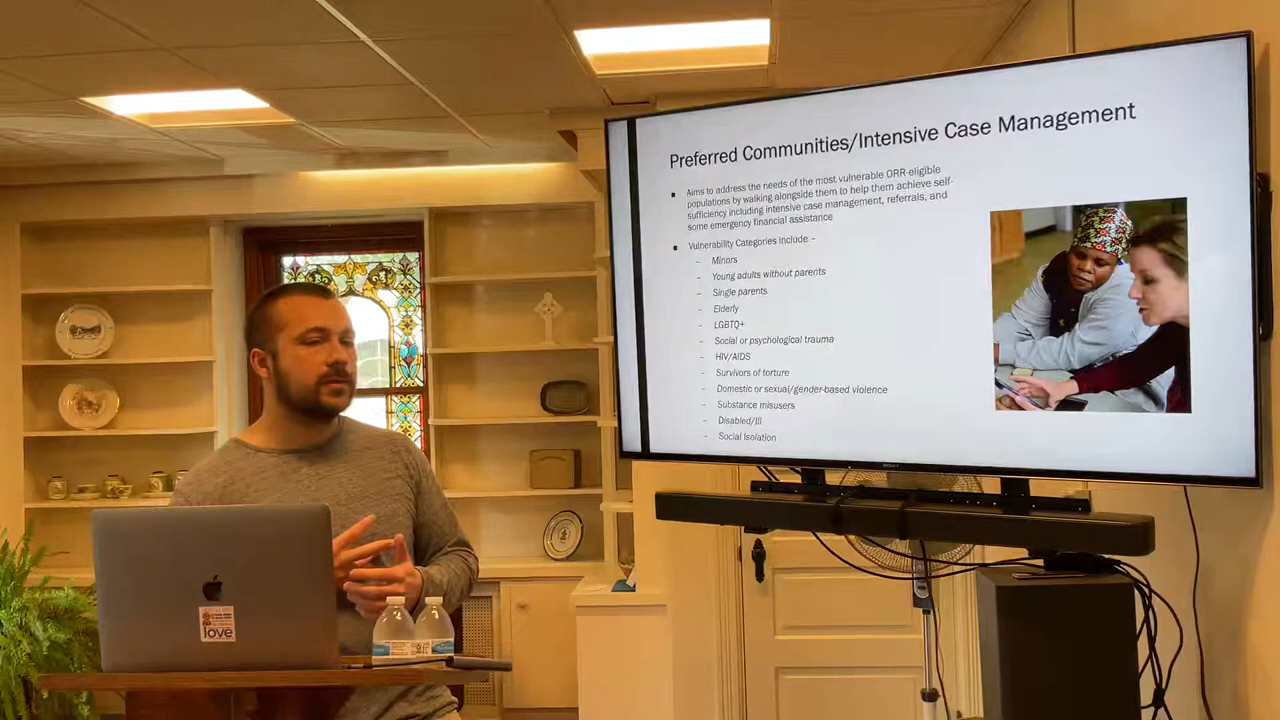 Preferred Communities/Intensive Case Management
Aims to address the needs of the most vulnerable ORR-eligible
populations by walking alongside them to help them achieve self-
sufficiency including intensive case management, referrals, and
some emergency financial assistance
Vulnerability Categories include –
– Minors
– Young adults without parents
– Single parents
– Elderly
– LGBTQ+
– Social or psychological trauma
– HIV/AIDS
– Survivors of torture
– Domestic or sexual/gender-based violence
– Substance misusers
– Disabled/Ill
– Social Isolation
SONY
love